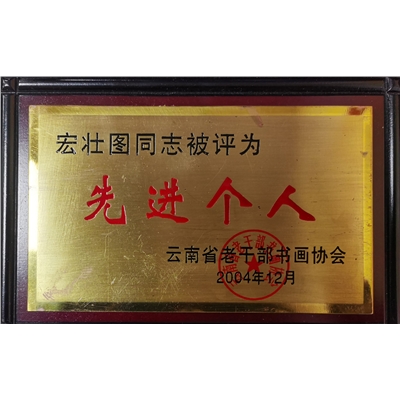 宏壮图同志被评为
先进个人
云南省老干部书画协会
2004年12月